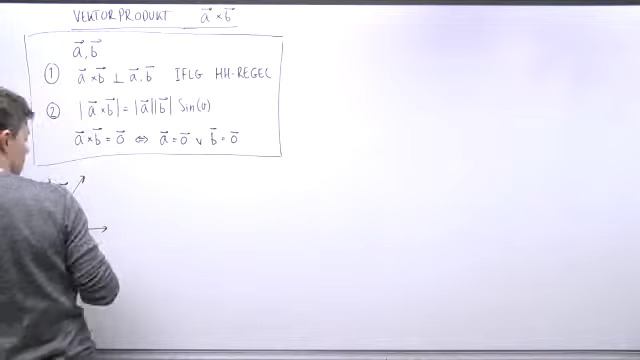 VEKTORPRODUKT a⃗ × b⃗
a⃗, b⃗
① a⃗ × b⃗ ⊥ a⃗, b⃗ IFLG HH-REGEL
② |a⃗ × b⃗| = |a⃗||b⃗| Sin(v)
a⃗ × b⃗ = 0⃗ ⇔ a⃗ = 0⃗ ∨ b⃗ = 0⃗